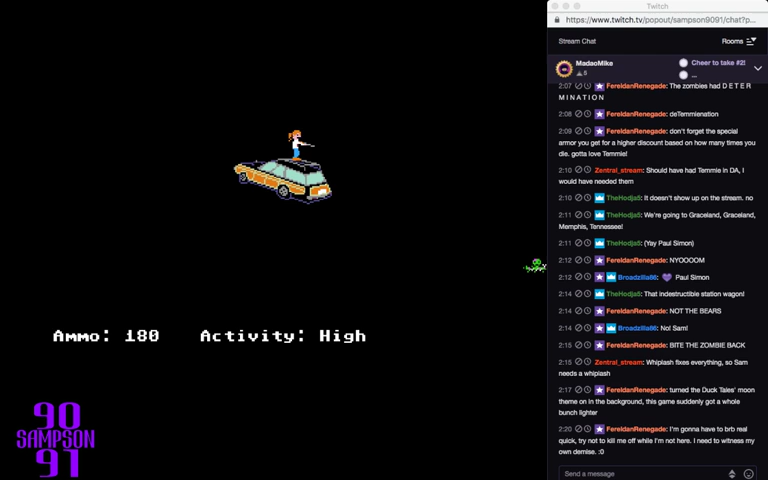 Twitch
https://www.twitch.tv/popout/sampson9091/chat?p...
Stream Chat
Rooms
MadaoMike
6
Cheer to take #2!
...
2:07 FereldanRenegade: The zombies had D E T E R
M I N A T I O N
2:08 FereldanRenegade: deTemmienation
2:09 FereldanRenegade: don't forget the special
armor you get for a higher discount based on how many times you
die. gotta love Temmie!
2:10 Zentral_stream: Should have had Temmie in DA, I
would have needed them
2:10 TheHodja5: It doesn't show up on the stream. no
2:11 TheHodja5: We're going to Graceland, Graceland,
Memphis, Tennessee!
2:11 TheHodja5: (Yay Paul Simon)
2:12 FereldanRenegade: NYOOOOM
2:12 Broadzilla86: Paul Simon
2:14 TheHodja5: That indestructible station wagon!
2:14 FereldanRenegade: NOT THE BEARS
2:14 Broadzilla86: No! Sam!
2:15 FereldanRenegade: BITE THE ZOMBIE BACK
2:15 Zentral_stream: Whiplash fixes everything, so Sam
needs a whiplash
2:17 FereldanRenegade: turned the Duck Tales' moon
theme on in the background, this game suddenly got a whole
bunch lighter
2:20 FereldanRenegade: I'm gonna have to brb real
quick, try not to kill me off while I'm not here. I need to witness my
own demise. :0
Send a message
Ammo: 180 Activity: High
90
SAMPSON
91